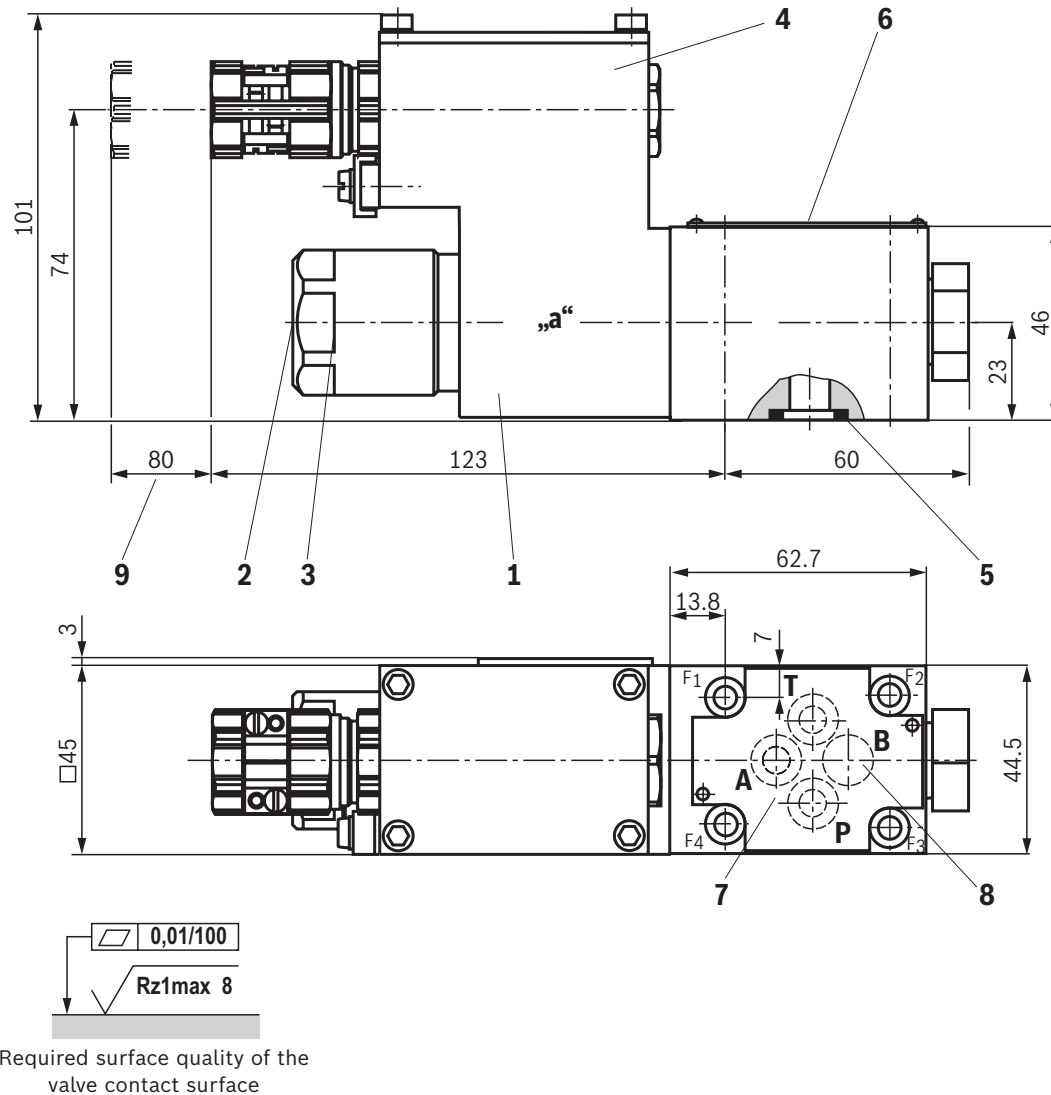 4
6
101
74
„a“
46
23
80
123
60
9
2
3
1
5
62.7
13.8
7
3
□45
44.5
F1
F2
T
B
A
P
F4
F3
7
8
0,01/100
Rz1max 8
Required surface quality of the
valve contact surface